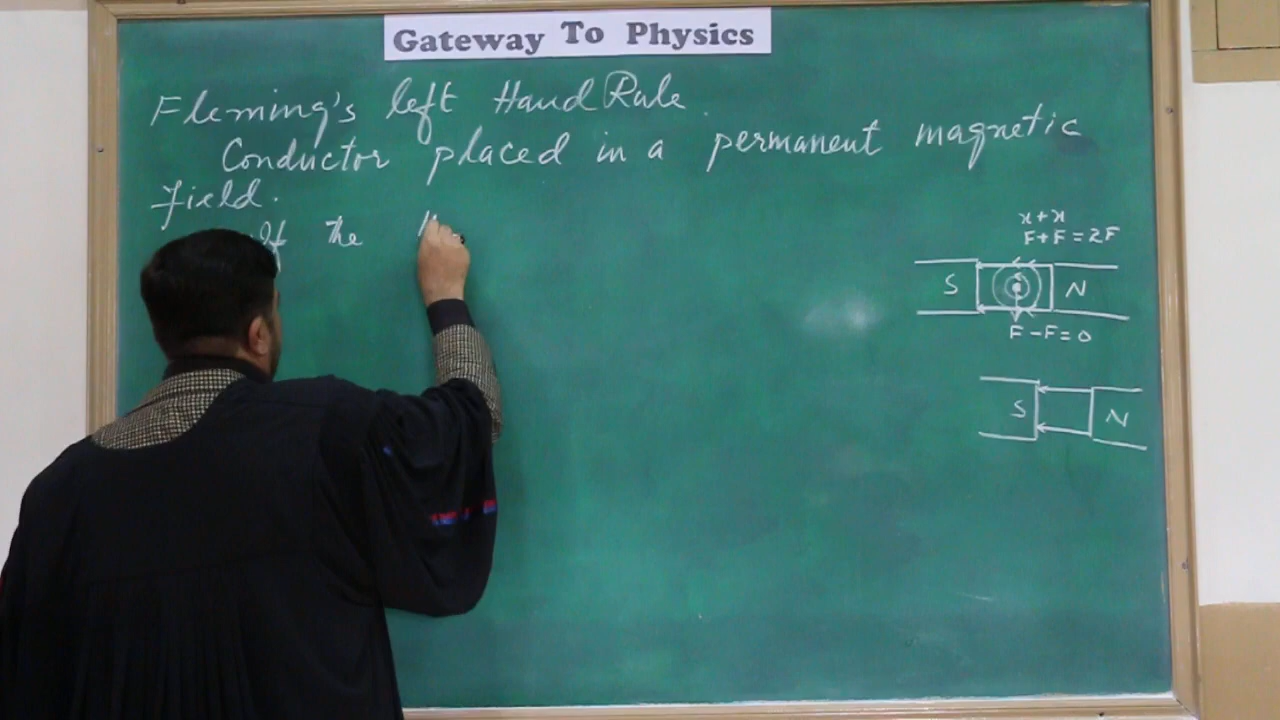 Gateway To Physics
Fleming's left Hand Rule.
Conductor placed in a permanent magnetic
field.
If the
x+x
F+F=2F
S N
F-F=0
S N